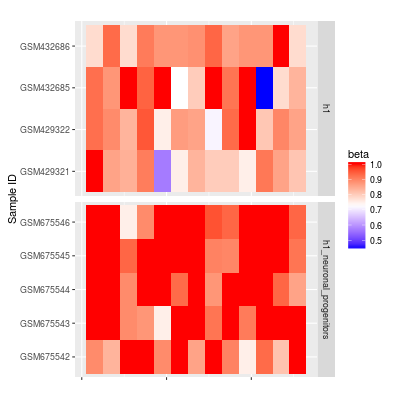 GSM432686
GSM432685
GSM429322
GSM429321
h1
GSM675546
GSM675545
GSM675544
GSM675543
GSM675542
h1_neuronal_progenitors
Sample ID
beta
1.0
0.9
0.8
0.7
0.6
0.5